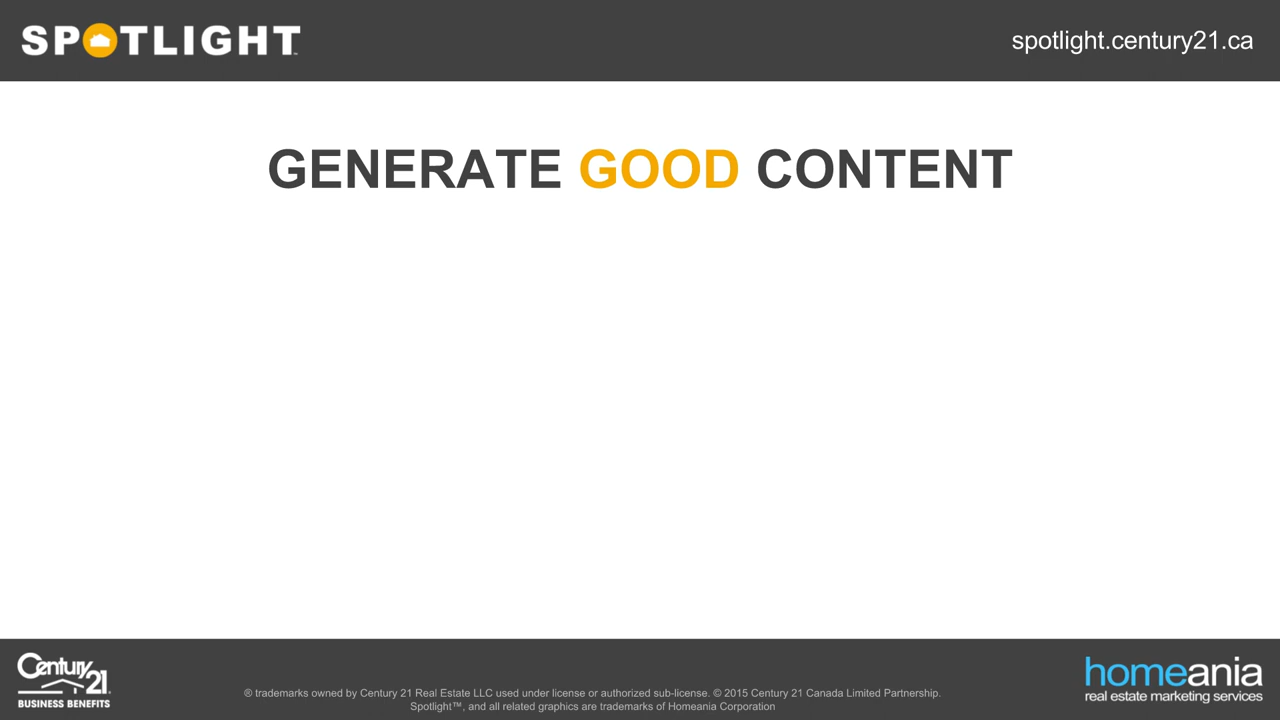 SPOTLIGHT™
spotlight.century21.ca
GENERATE GOOD CONTENT
Century 21®
BUSINESS BENEFITS
® trademarks owned by Century 21 Real Estate LLC used under license or authorized sub-license. © 2015 Century 21 Canada Limited Partnership.
Spotlight™, and all related graphics are trademarks of Homeania Corporation
homeania
real estate marketing services